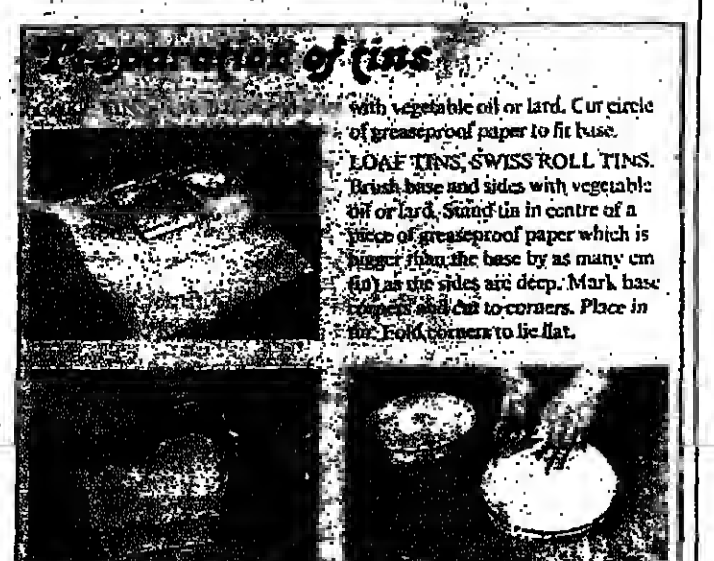 Preparation of tins
with vegetable oil or lard. Cut circle
of greaseproof paper to fit base.
LOAF TINS, SWISS ROLL TINS.
Brush base and sides with vegetable
oil or lard. Stand tin in centre of a
piece of greaseproof paper which is
bigger than the base by as many cm
(in) as the sides are deep. Mark base
corners and cut to corners. Place in
tin. Fold corners to lie flat.